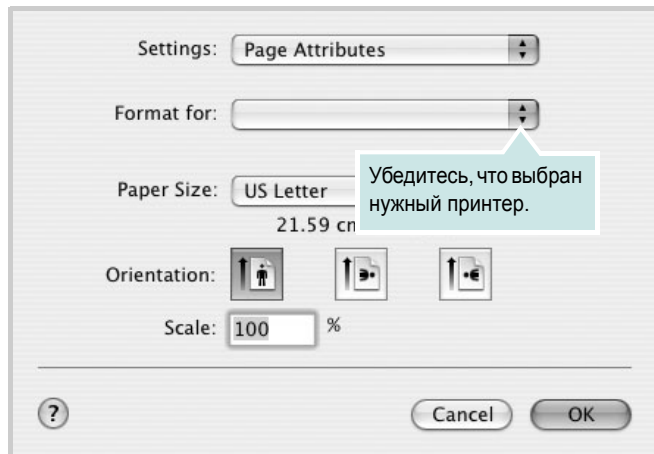 Settings: Page Attributes
Format for:
Убедитесь, что выбран
нужный принтер.
Paper Size: US Letter
21.59 cm
Orientation:
Scale: 100 %
? Cancel OK